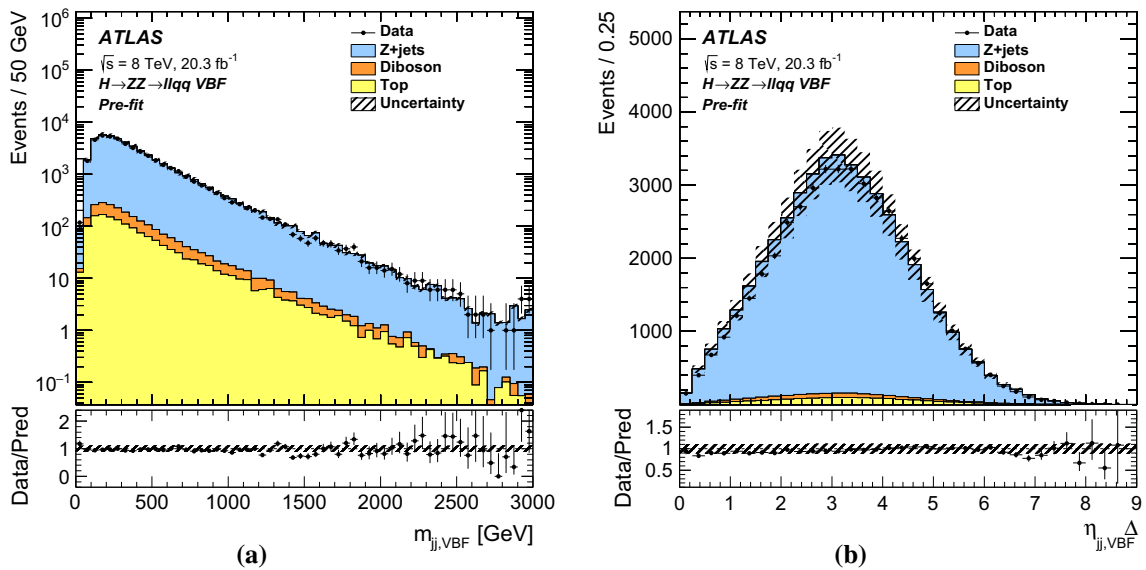 Events / 50 GeV
10⁶
10⁵
10⁴
10³
10²
10
1
10⁻¹
ATLAS
√s = 8 TeV, 20.3 fb⁻¹
H→ZZ→llqq VBF
Pre-fit
Data
Z+jets
Diboson
Top
Uncertainty
Data/Pred
2
1
0
0 500 1000 1500 2000 2500 3000
m_jj,VBF [GeV]
(a)
Events / 0.25
5000
4000
3000
2000
1000
ATLAS
√s = 8 TeV, 20.3 fb⁻¹
H→ZZ→llqq VBF
Pre-fit
Data
Z+jets
Diboson
Top
Uncertainty
Data/Pred
1.5
1
0.5
0 1 2 3 4 5 6 7 8 9
η_jj,VBF Δ
(b)